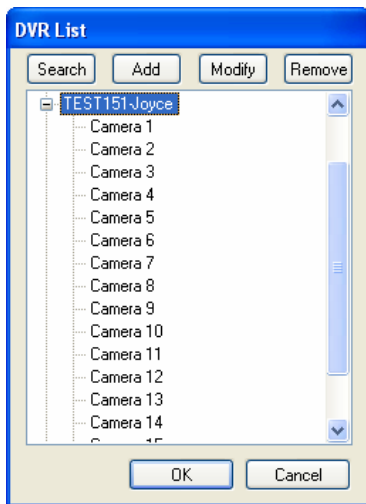 DVR List
Search Add Modify Remove
TEST151-Joyce
Camera 1
Camera 2
Camera 3
Camera 4
Camera 5
Camera 6
Camera 7
Camera 8
Camera 9
Camera 10
Camera 11
Camera 12
Camera 13
Camera 14
Camera 15
OK Cancel